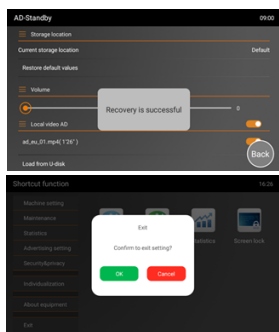 AD-Standby 09:00
Storage location
Current storage location Default
Restore default values
Volume
Recovery is successful
0
Local video AD
ad_eu_01.mp4( 1'26" )
Back
Load from U-disk
Shortcut function 16:26
Machine setting
Maintenance
Statistics
Advertising setting
Security&privacy
Individualization
About equipment
Exit
Exit
Confirm to exit setting?
OK Cancel
Statistics Screen lock